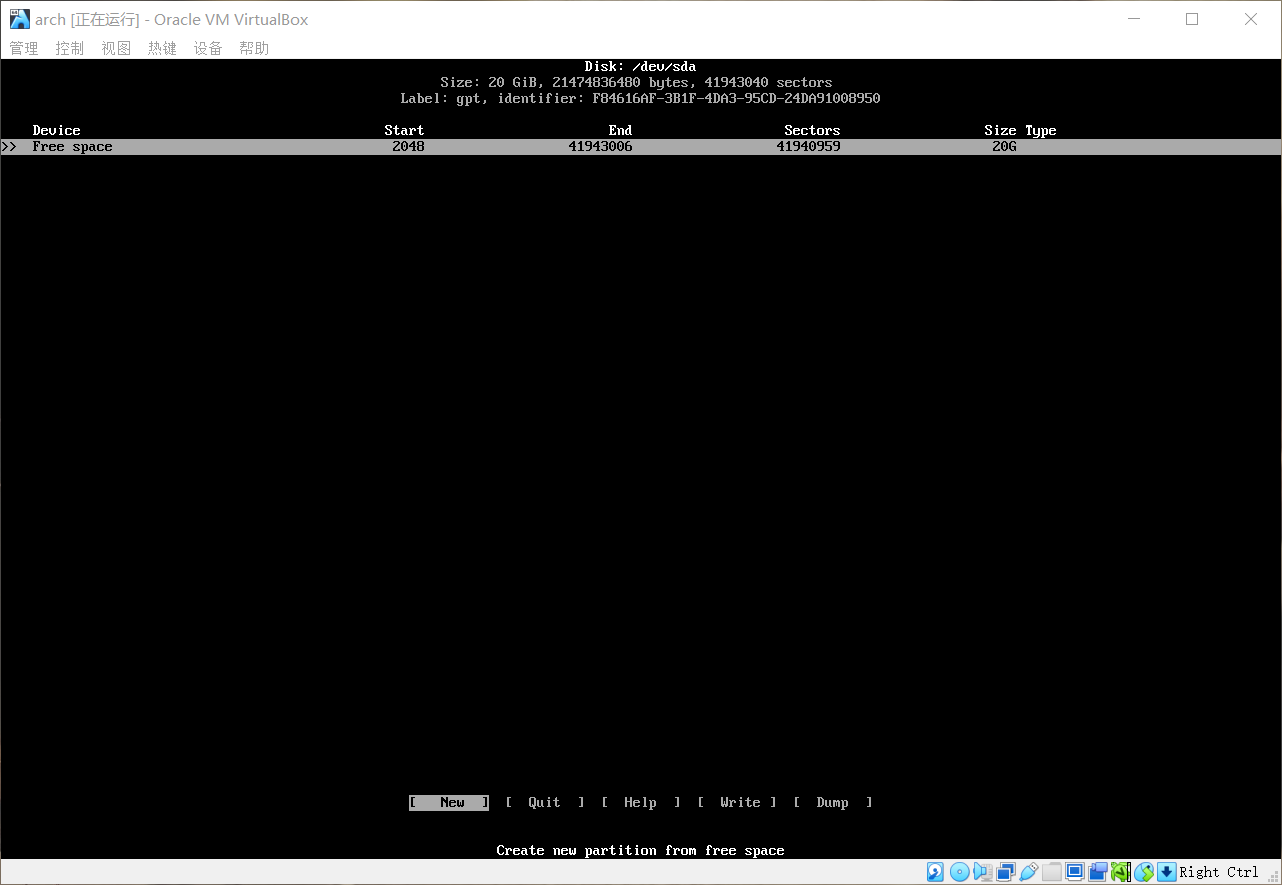 arch [正在运行] - Oracle VM VirtualBox
管理 控制 视图 热键 设备 帮助
Disk: /dev/sda
Size: 20 GiB, 21474836480 bytes, 41943040 sectors
Label: gpt, identifier: F84616AF-3B1F-4DA3-95CD-24DA91008950
Device Start End Sectors Size Type
>> Free space 2048 41943006 41940959 20G
[ New ] [ Quit ] [ Help ] [ Write ] [ Dump ]
Create new partition from free space
Right Ctrl